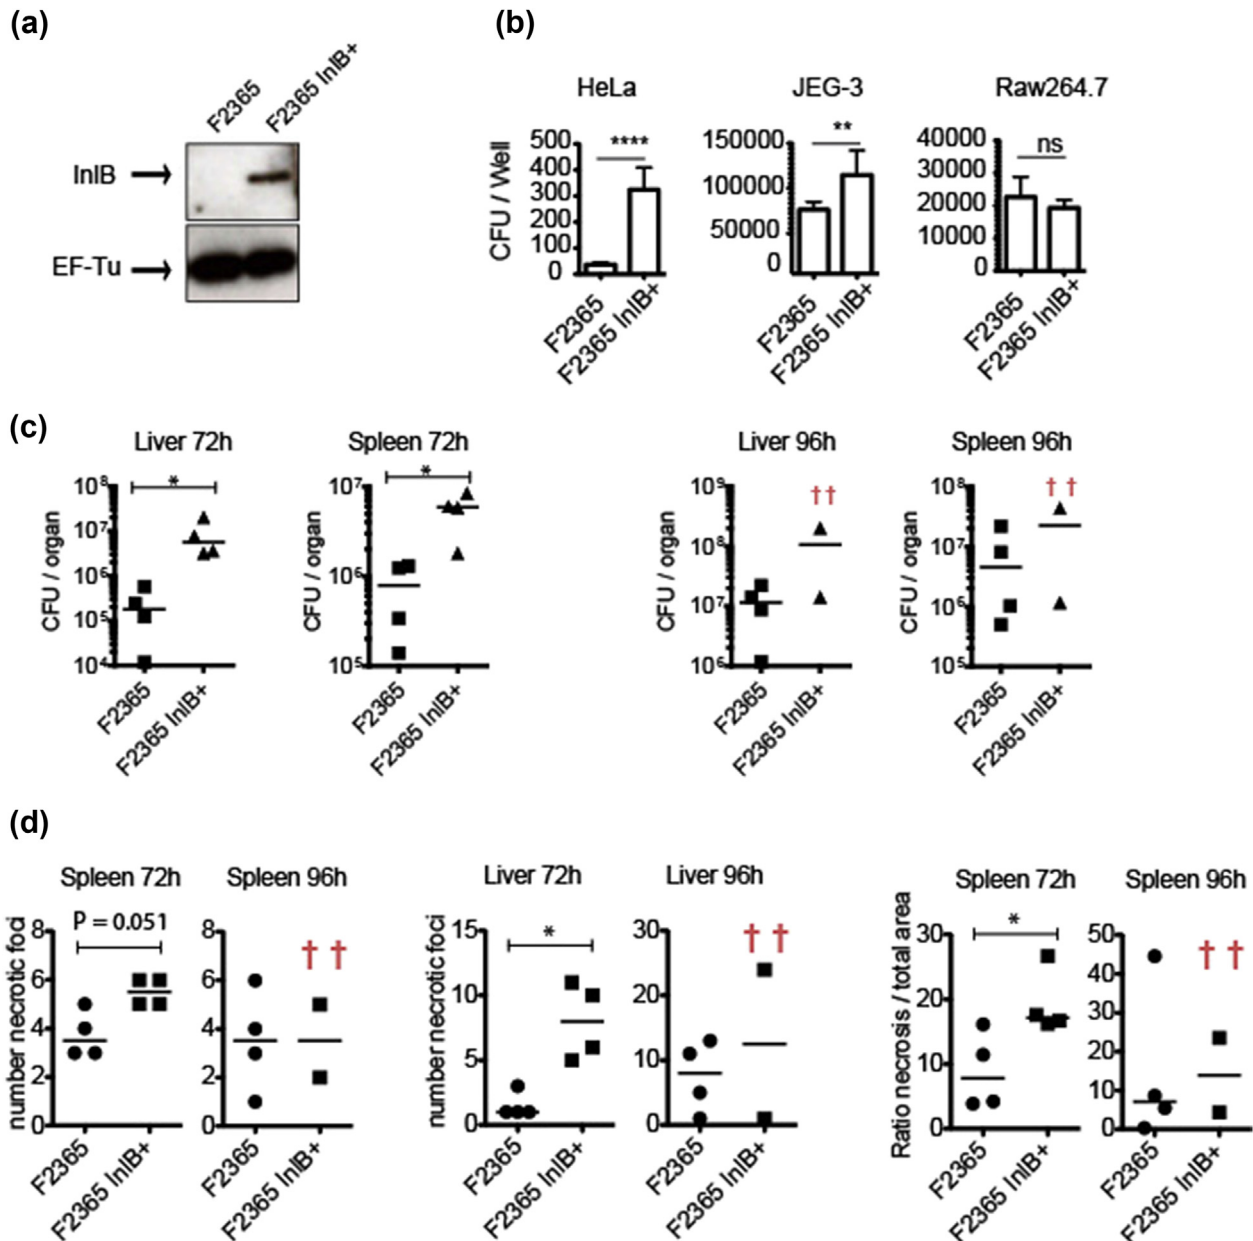 (a)
F2365
F2365 InlB+
InlB
EF-Tu
(b)
HeLa
JEG-3
Raw264.7
CFU / Well
500
400
300
200
100
0
****
F2365
F2365 InlB+
150000
100000
50000
0
**
F2365
F2365 InlB+
40000
30000
20000
10000
0
ns
F2365
F2365 InlB+
(c)
Liver 72h
CFU / organ
10⁸
10⁷
10⁶
10⁵
10⁴
*
F2365
F2365 InlB+
Spleen 72h
CFU / organ
10⁷
10⁶
10⁵
*
F2365
F2365 InlB+
Liver 96h
CFU / organ
10⁹
10⁸
10⁷
10⁶
††
F2365
F2365 InlB+
Spleen 96h
CFU / organ
10⁸
10⁷
10⁶
10⁵
† †
F2365
F2365 InlB+
(d)
Spleen 72h
number necrotic foci
8
6
4
2
0
P = 0.051
F2365
F2365 InlB+
Spleen 96h
8
6
4
2
0
† †
F2365
F2365 InlB+
Liver 72h
number necrotic foci
15
10
5
0
*
F2365
F2365 InlB+
Liver 96h
30
20
10
0
† †
F2365
F2365 InlB+
Spleen 72h
Ratio necrosis / total area
30
20
10
0
*
F2365
F2365 InlB+
Spleen 96h
50
40
30
20
10
0
† †
F2365
F2365 InlB+